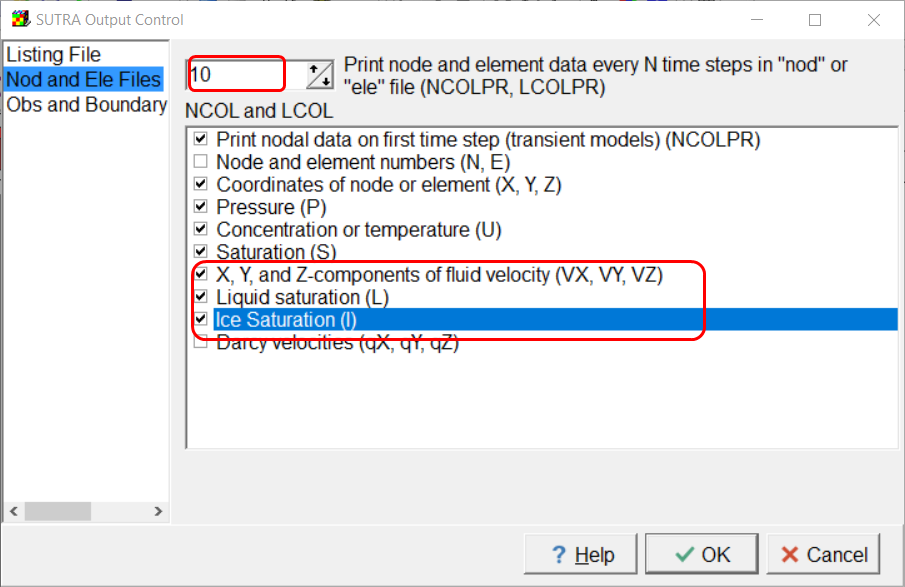 SUTRA Output Control
Listing File
Nod and Ele Files
Obs and Boundary
10
Print node and element data every N time steps in "nod" or
"ele" file (NCOLPR, LCOLPR)
NCOL and LCOL
Print nodal data on first time step (transient models) (NCOLPR)
Node and element numbers (N, E)
Coordinates of node or element (X, Y, Z)
Pressure (P)
Concentration or temperature (U)
Saturation (S)
X, Y, and Z-components of fluid velocity (VX, VY, VZ)
Liquid saturation (L)
Ice Saturation (I)
Darcy velocities (qX, qY, qZ)
? Help
OK
Cancel